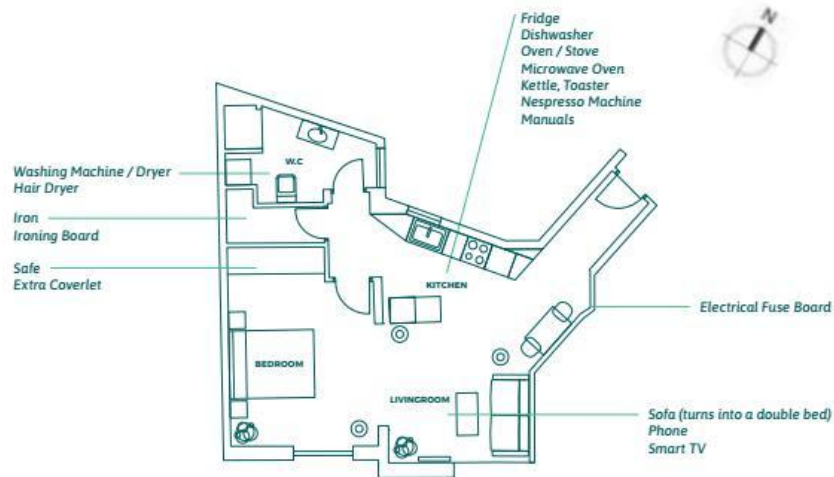 N
Fridge
Dishwasher
Oven / Stove
Microwave Oven
Kettle, Toaster
Nespresso Machine
Manuals
W.C
Washing Machine / Dryer
Hair Dryer
Iron
Ironing Board
Safe
Extra Coverlet
KITCHEN
Electrical Fuse Board
BEDROOM
LIVINGROOM
Sofa (turns into a double bed)
Phone
Smart TV